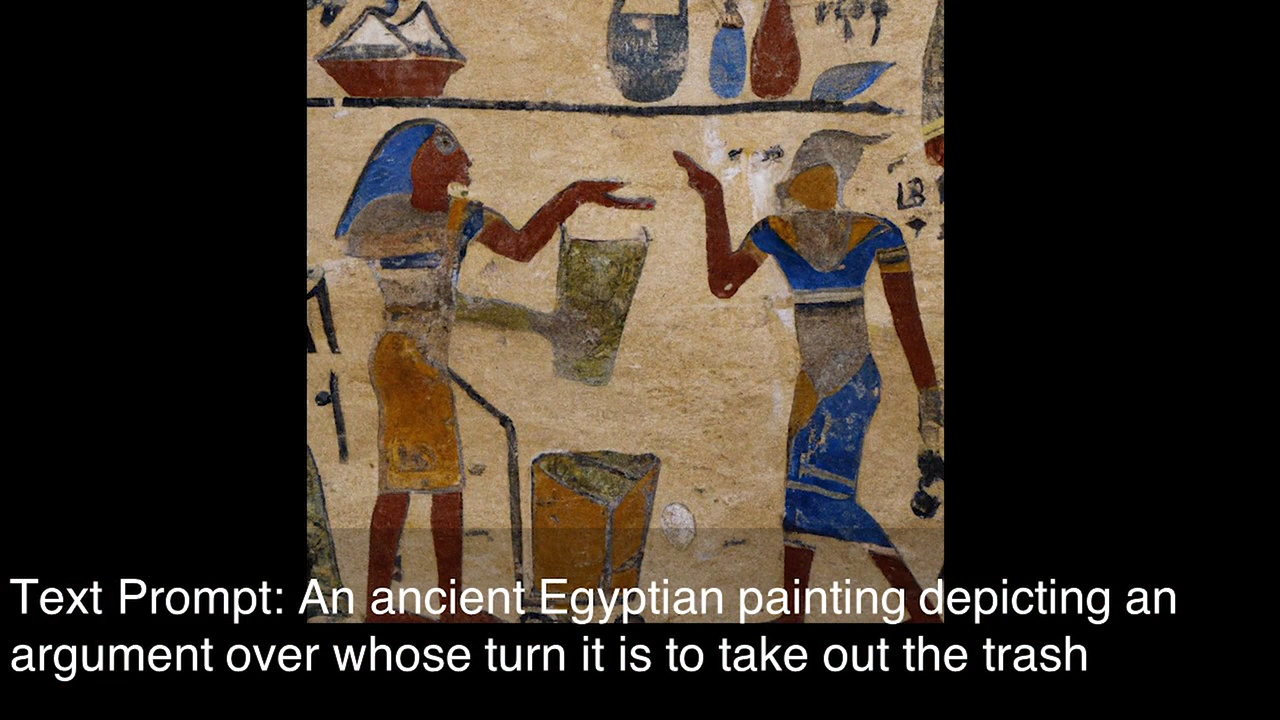 Text Prompt: An ancient Egyptian painting depicting an
argument over whose turn it is to take out the trash